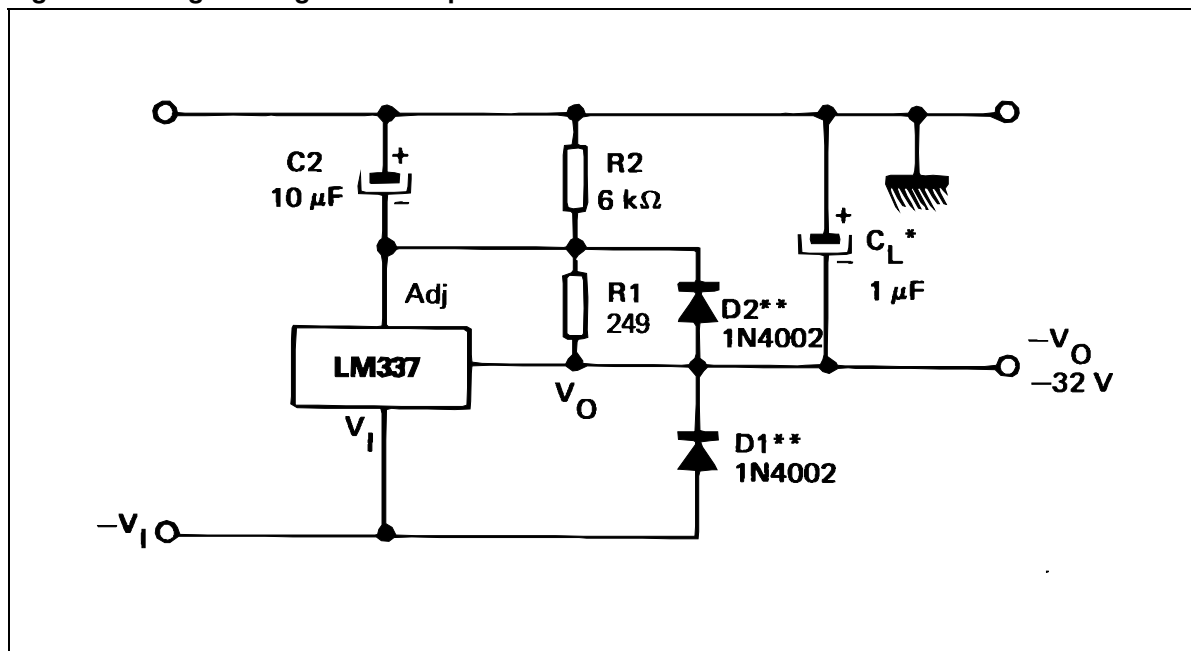 C2
10 μF
+
−
R2
6 kΩ
+
−
C_L*
1 μF
Adj
R1
249
D2**
1N4002
LM337
V_O
−V_O
−32 V
V_I
D1**
1N4002
−V_I